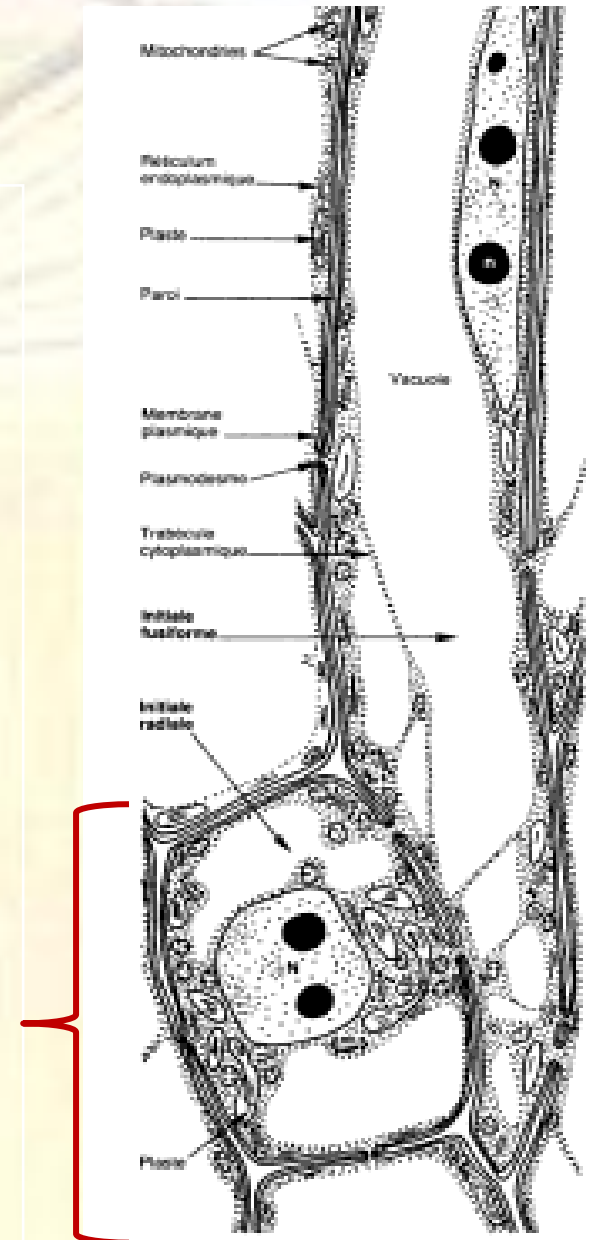 Mitochondries
Réticulum
endoplasmique
Plaste
Paroi
N
n
Vacuole
Membrane
plasmique
Plasmodesme
Trabécule
cytoplasmique
Initiale
fusiforme
Initiale
radiale
N
Plaste